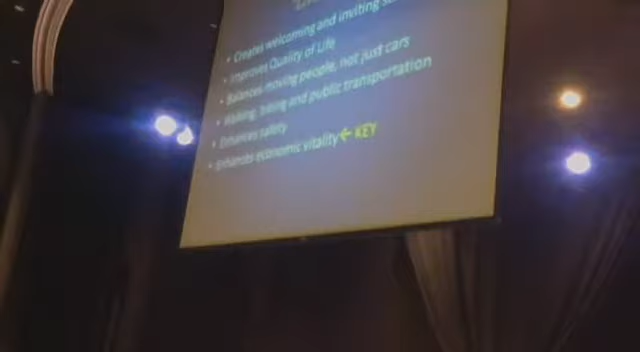 • Creates welcoming and inviting
• Improves Quality of Life
• Balances moving people, not just cars
• Walking, biking and public transportation
• Enhances safety
• Enhances economic vitality ← KEY